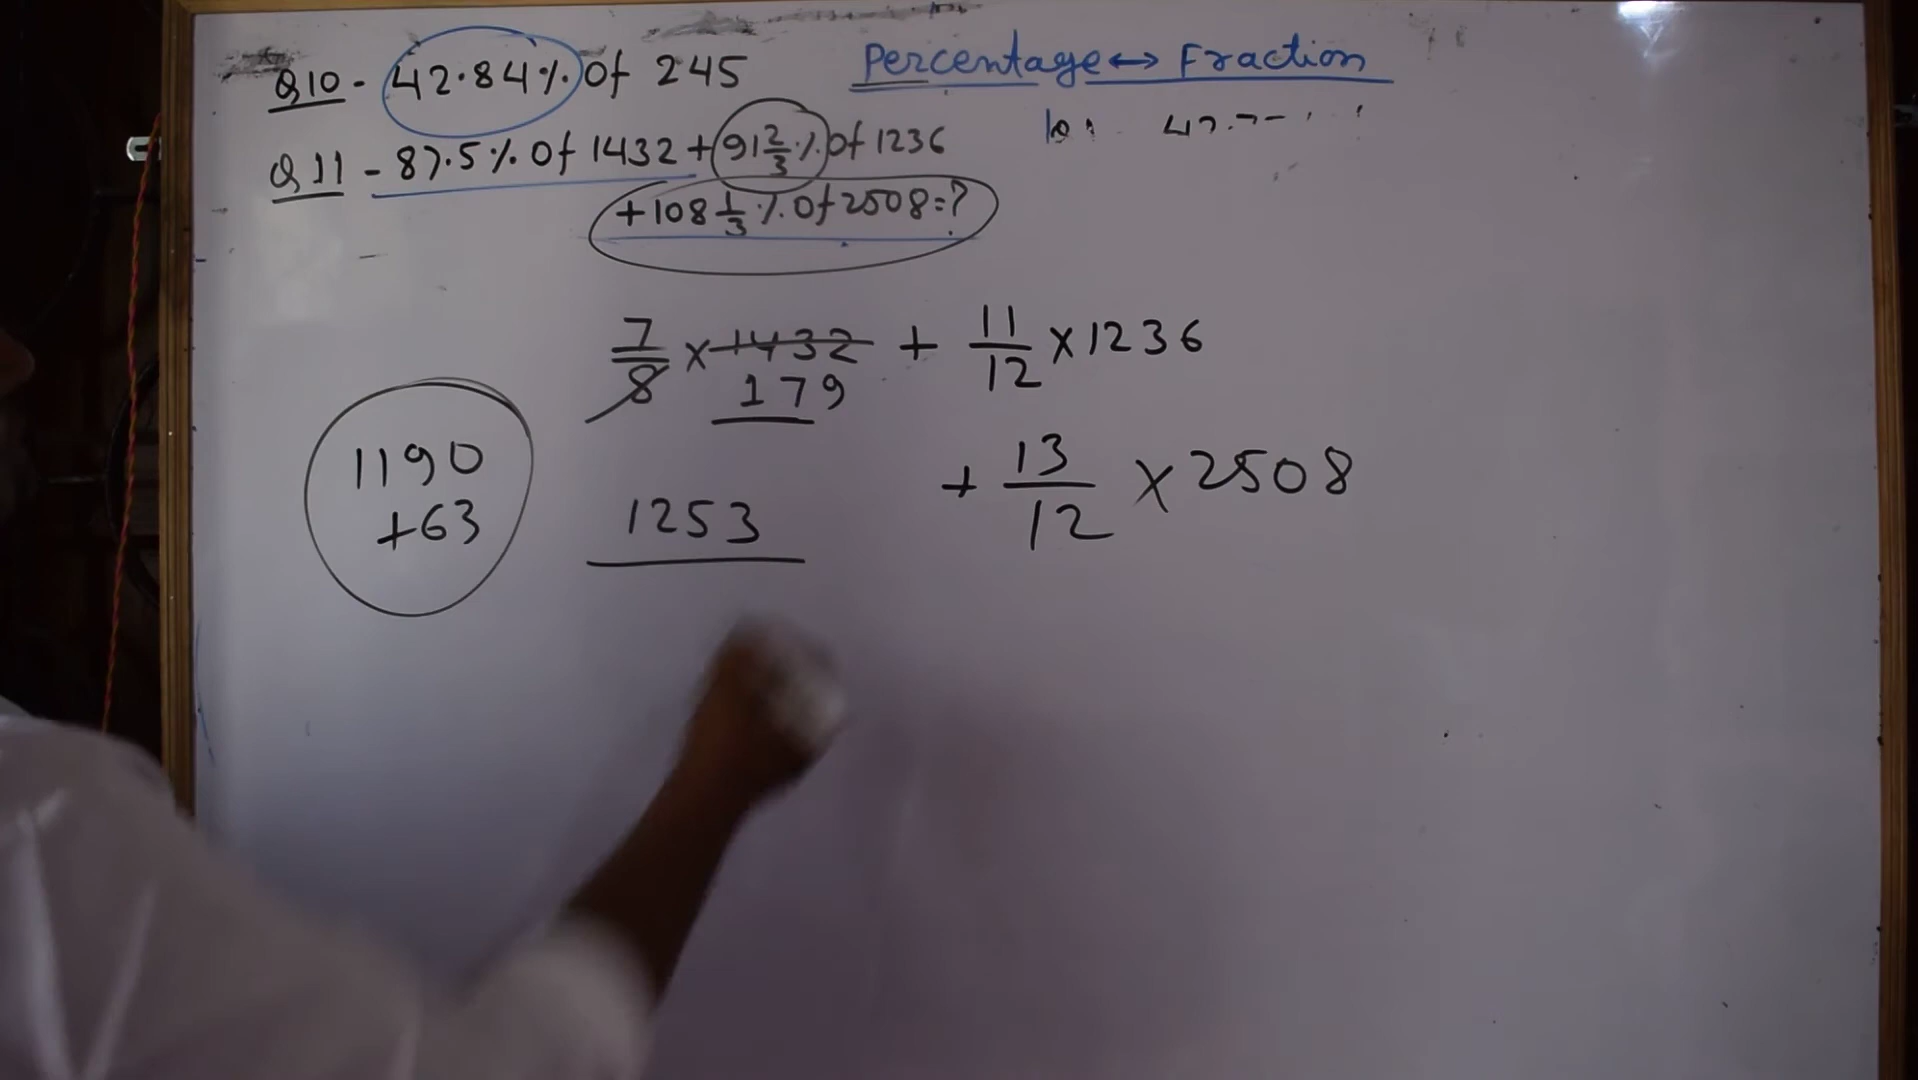 Q10 - 42.84% Of 245
Percentage ↔ Fraction
Q11 - 87.5% Of 1432 + 91 2/3 % Of 1236
+ 108 1/3 % Of 2508 = ?
7/8 × 1432 + 11/12 × 1236
179
+ 13/12 × 2508
1190
+63
1253